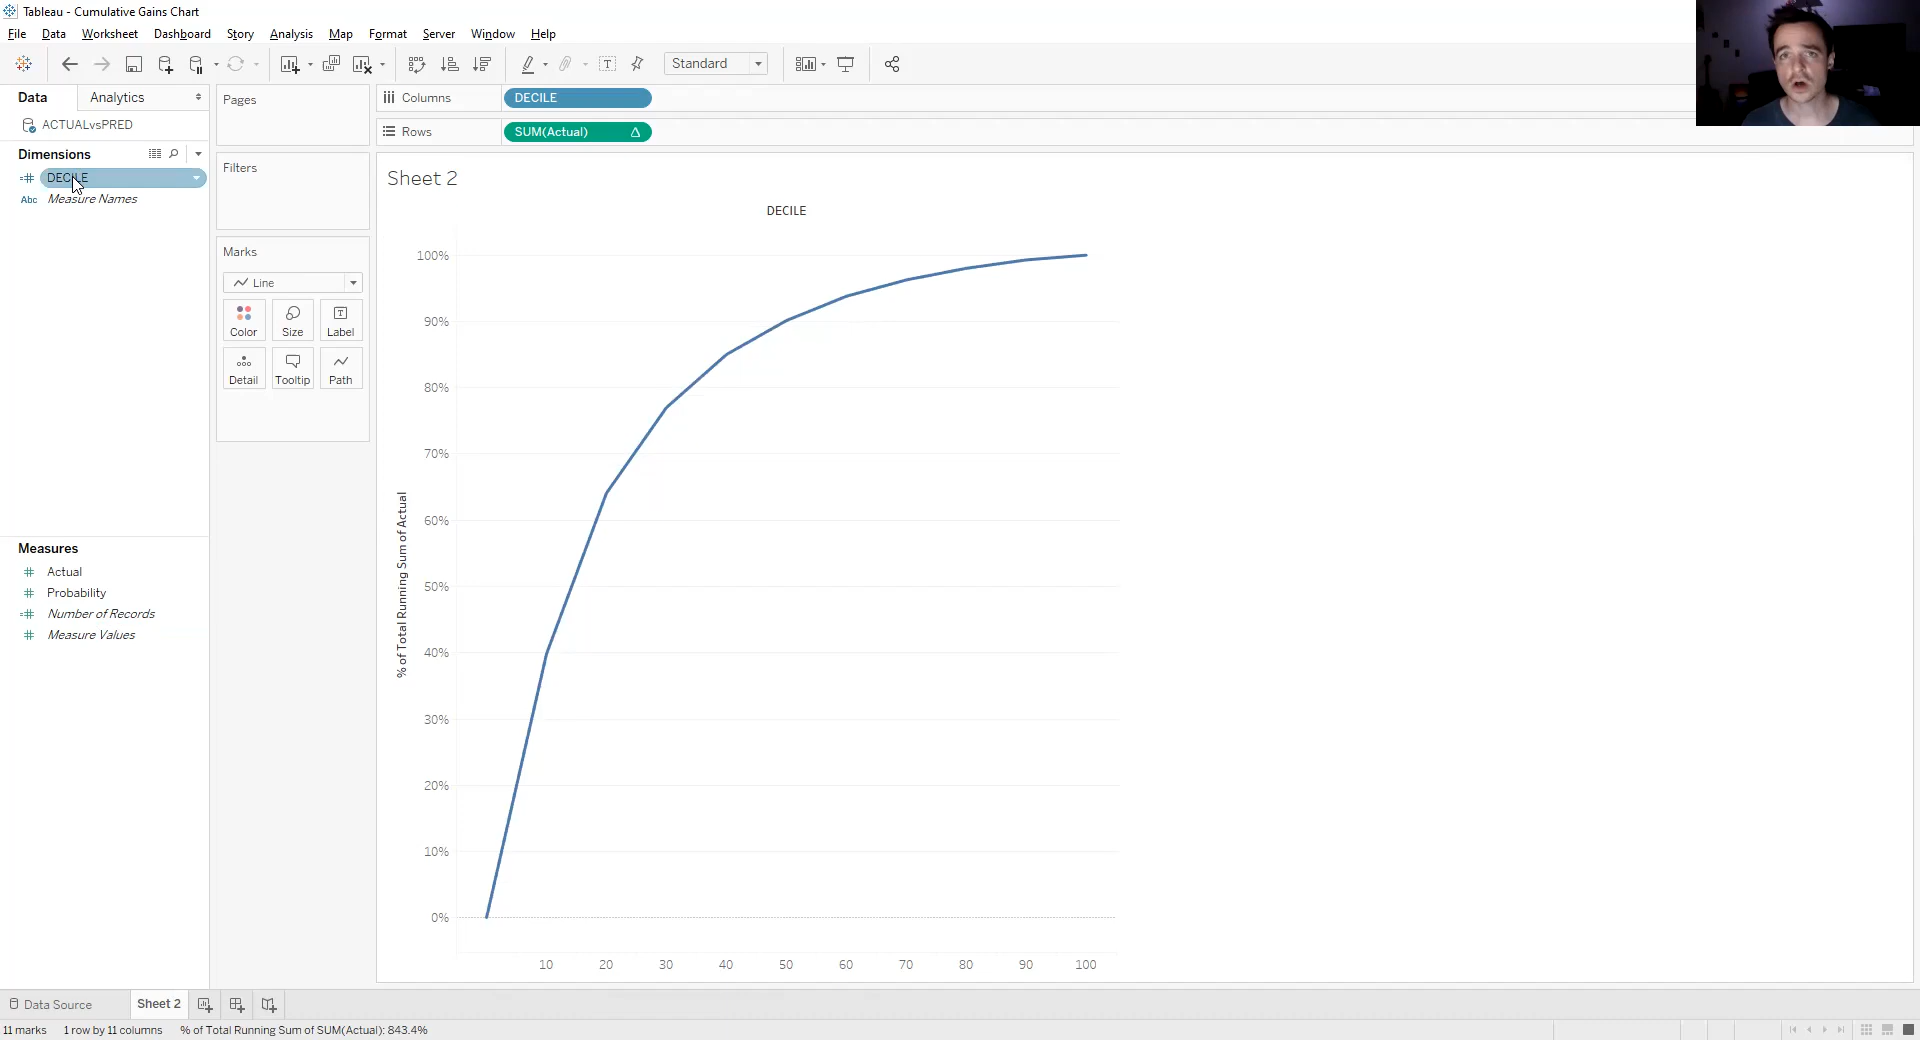 Tableau - Cumulative Gains Chart
File Data Worksheet Dashboard Story Analysis Map Format Server Window Help
Standard
Data Analytics
ACTUALvsPRED
Dimensions
DECILE
Abc Measure Names
Measures
Actual
Probability
Number of Records
Measure Values
Pages
Filters
Marks
Line
Color Size Label
Detail Tooltip Path
Columns DECILE
Rows SUM(Actual)
Sheet 2
DECILE
% of Total Running Sum of Actual
100%
90%
80%
70%
60%
50%
40%
30%
20%
10%
0%
10 20 30 40 50 60 70 80 90 100
Data Source Sheet 2
11 marks 1 row by 11 columns % of Total Running Sum of SUM(Actual): 843.4%